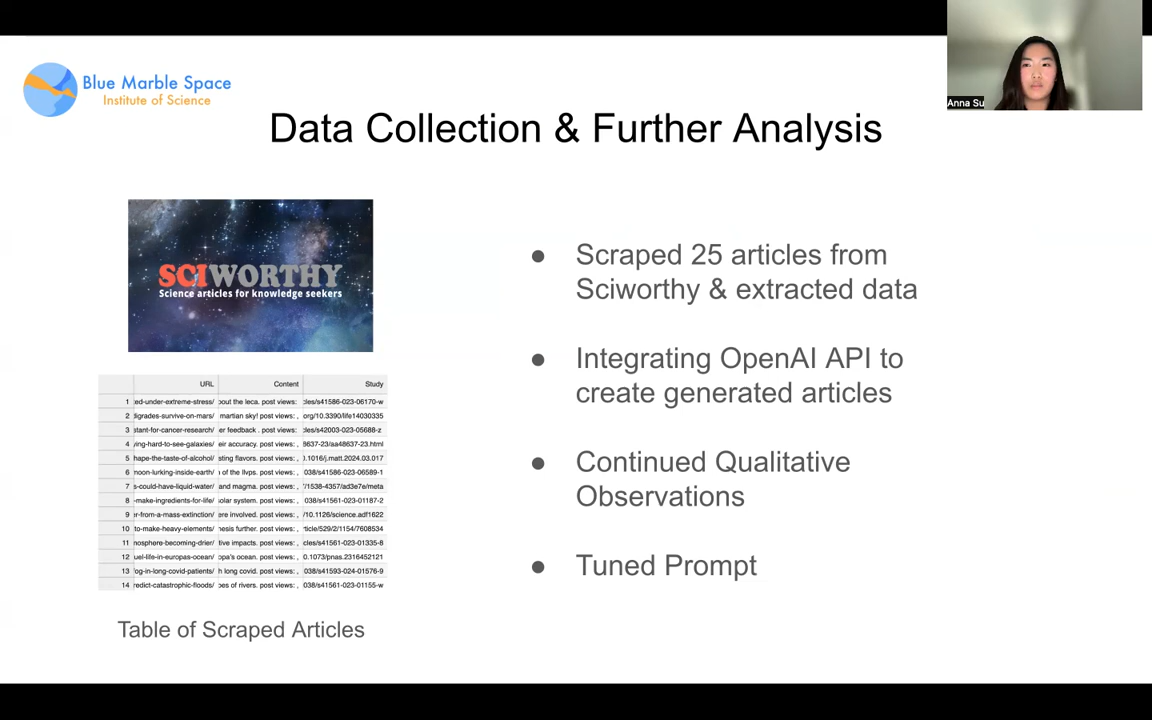 Blue Marble Space
Institute of Science
Anna Su
Data Collection & Further Analysis
SCIWORTHY
Science articles for knowledge seekers
● Scraped 25 articles from
Sciworthy & extracted data
● Integrating OpenAI API to
create generated articles
● Continued Qualitative
Observations
● Tuned Prompt
URL Content Study
1 ed-under-extreme-stress/ bout the leca. post views: cles/s41586-023-06170-w
2 digrades-survive-on-mars/ martian sky! post views: , org/10.3390/life14030335
3 stant-for-cancer-research/ er feedback . post views: , cles/s42003-023-05688-z
4 ying-hard-to-see-galaxies/ eir accuracy. post views: , 8637-23/aa48637-23.html
5 hape-the-taste-of-alcohol/ sting flavors. post views: , ).1016/j.matt.2024.03.017
6 moon-lurking-inside-earth/ n of the llvps. post views: , 038/s41586-023-06589-1
7 s-could-have-liquid-water/ and magma. post views: , '/1538-4357/ad3e7e/meta
8 -make-ingredients-for-life/ solar system. post views: , 038/s41561-023-01187-2
9 er-from-a-mass-extinction/ ere involved. post views: , /10.1126/science.adf1622
10 to-make-heavy-elements/ nesis further. post views: , rticle/529/2/1154/7608534
11 nosphere-becoming-drier/ tive impacts. post views: , cles/s41561-023-01335-8
12 uel-life-in-europas-ocean/ opa's ocean. post views: , 0.1073/pnas.2316452121
13 fog-in-long-covid-patients/ h long covid. post views: , 038/s41593-024-01576-9
14 redict-catastrophic-floods/ pes of rivers. post views: , 038/s41561-023-01155-w
Table of Scraped Articles